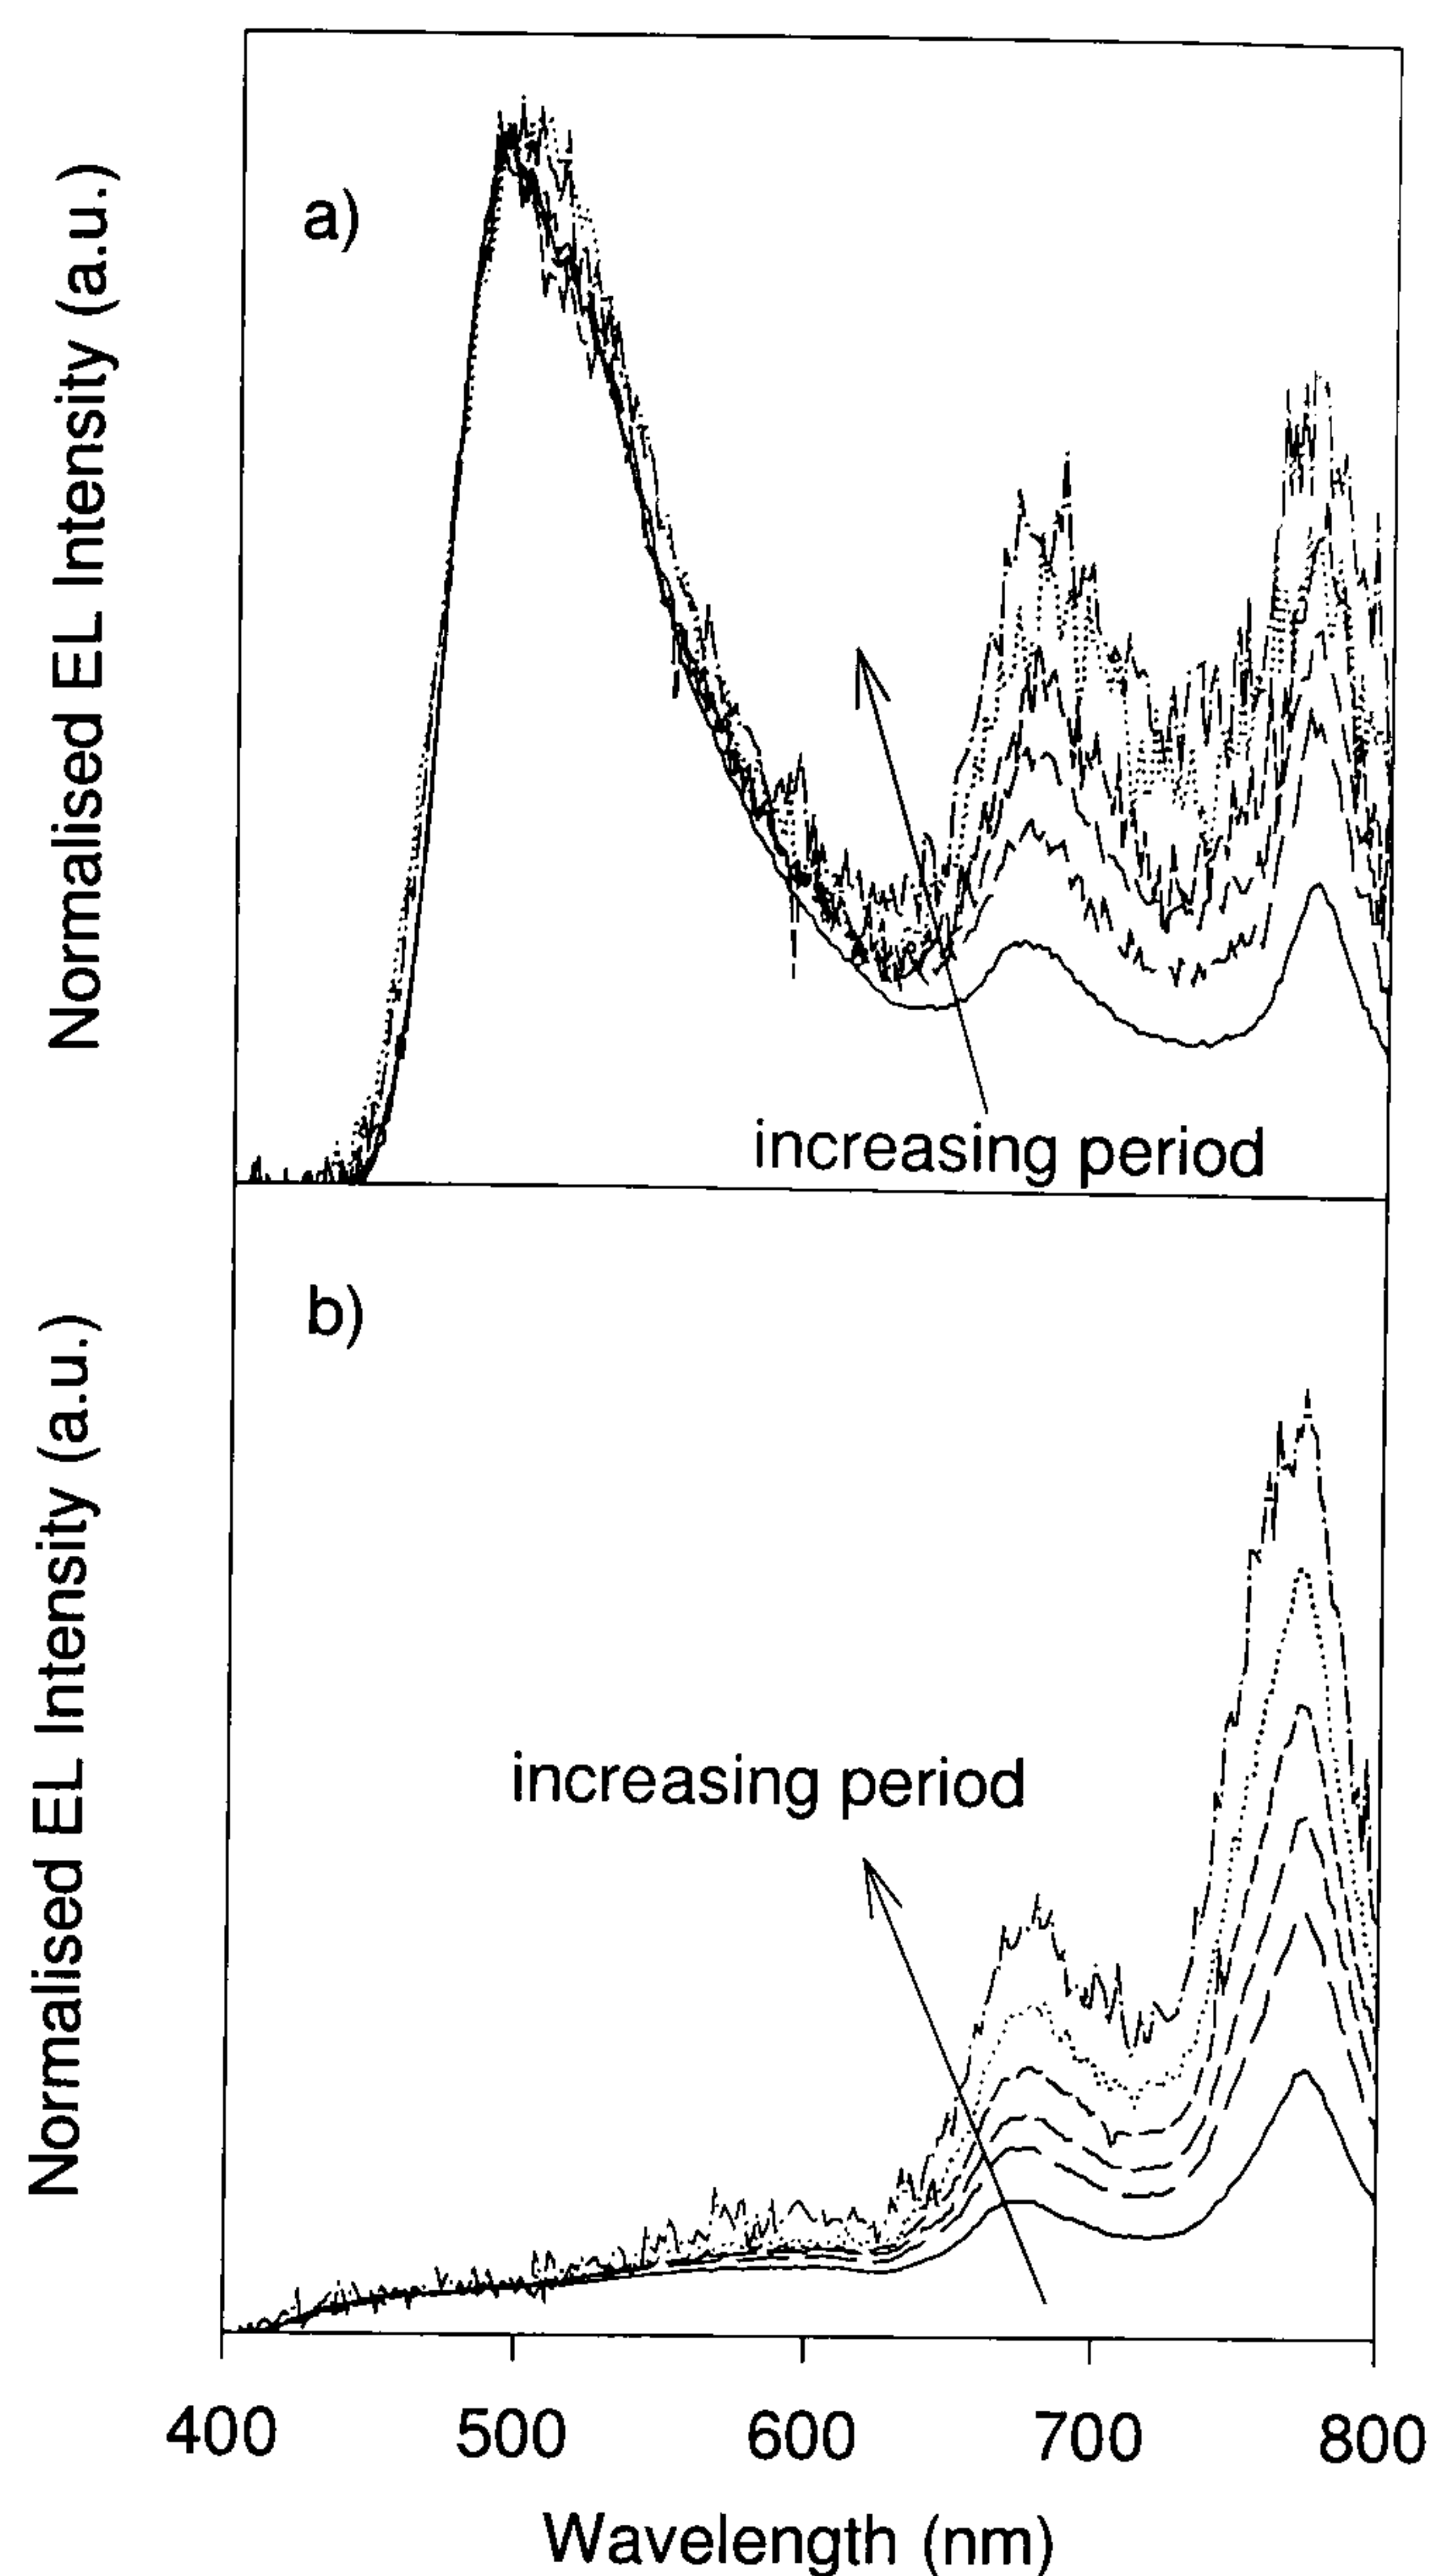 Normalised EL Intensity (a.u.)
a)
increasing period
Normalised EL Intensity (a.u.)
b)
increasing period
400 500 600 700 800
Wavelength (nm)